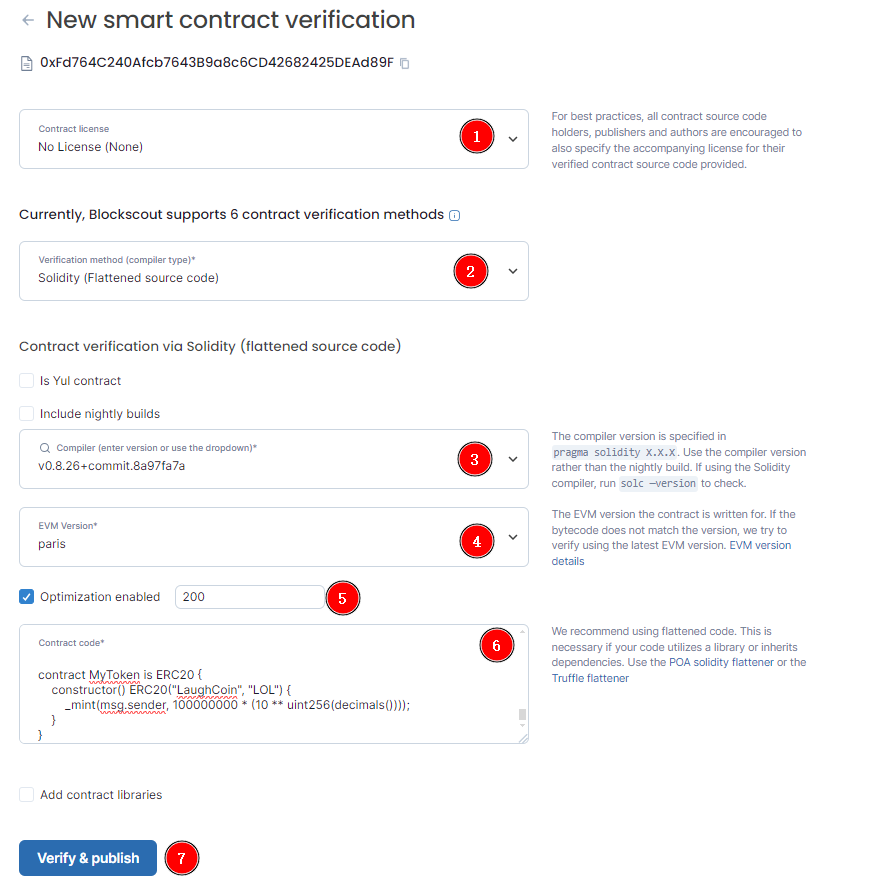 ← New smart contract verification
0xFd764C240Afcb7643B9a8c6CD42682425DEAd89F
Contract license
No License (None)
1
For best practices, all contract source code
holders, publishers and authors are encouraged to
also specify the accompanying license for their
verified contract source code provided.
Currently, Blockscout supports 6 contract verification methods
Verification method (compiler type)*
Solidity (Flattened source code)
2
Contract verification via Solidity (flattened source code)
Is Yul contract
Include nightly builds
Compiler (enter version or use the dropdown)*
v0.8.26+commit.8a97fa7a
3
The compiler version is specified in
pragma solidity X.X.X. Use the compiler version
rather than the nightly build. If using the Solidity
compiler, run solc —version to check.
EVM Version*
paris
4
The EVM version the contract is written for. If the
bytecode does not match the version, we try to
verify using the latest EVM version. EVM version
details
Optimization enabled
200
5
Contract code*
6
contract MyToken is ERC20 {
constructor() ERC20("LaughCoin", "LOL") {
_mint(msg.sender, 100000000 * (10 ** uint256(decimals())));
}
}
We recommend using flattened code. This is
necessary if your code utilizes a library or inherits
dependencies. Use the POA solidity flattener or the
Truffle flattener
Add contract libraries
Verify & publish
7